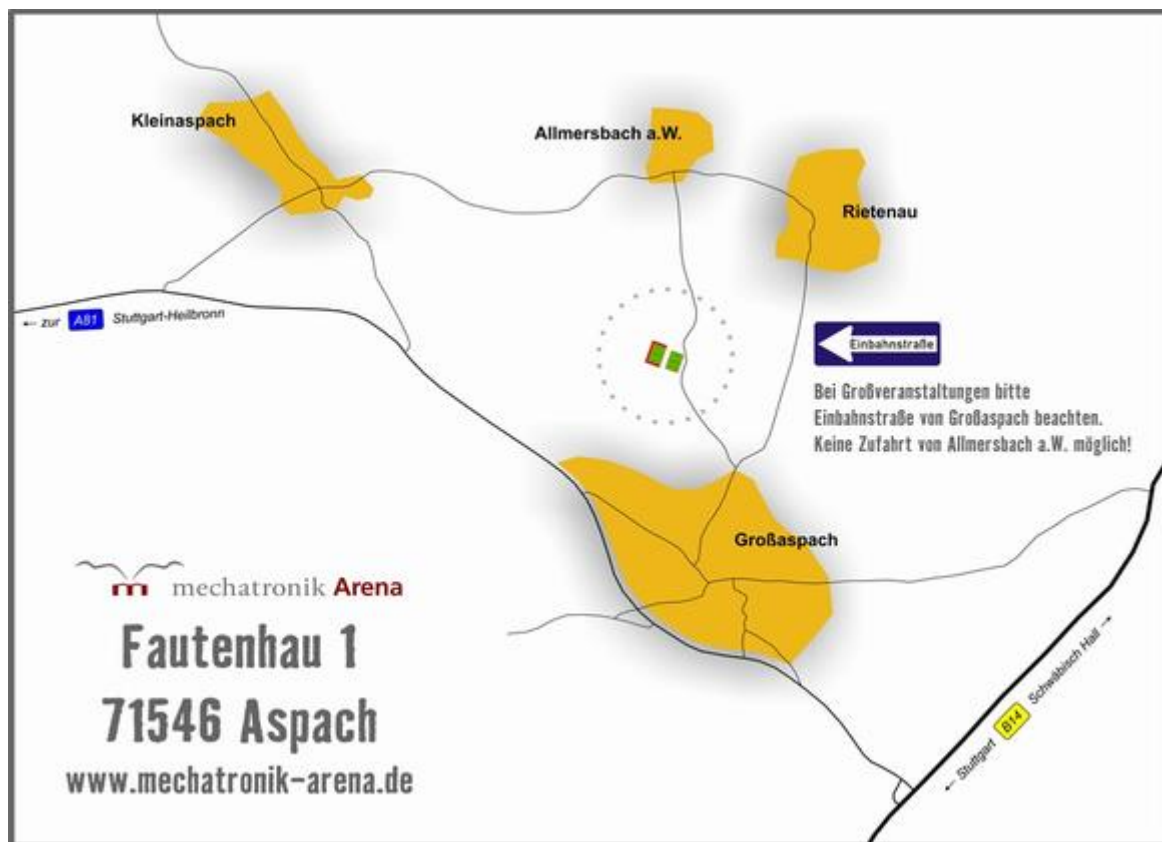 Kleinaspach
Allmersbach a.W.
Rietenau
← zur A81 Stuttgart-Heilbronn
Einbahnstraße
Bei Großveranstaltungen bitte
Einbahnstraße von Großaspach beachten.
Keine Zufahrt von Allmersbach a.W. möglich!
Großaspach
mechatronik Arena
Fautenhau 1
71546 Aspach
www.mechatronik-arena.de
← Stuttgart B14 Schwäbisch Hall →